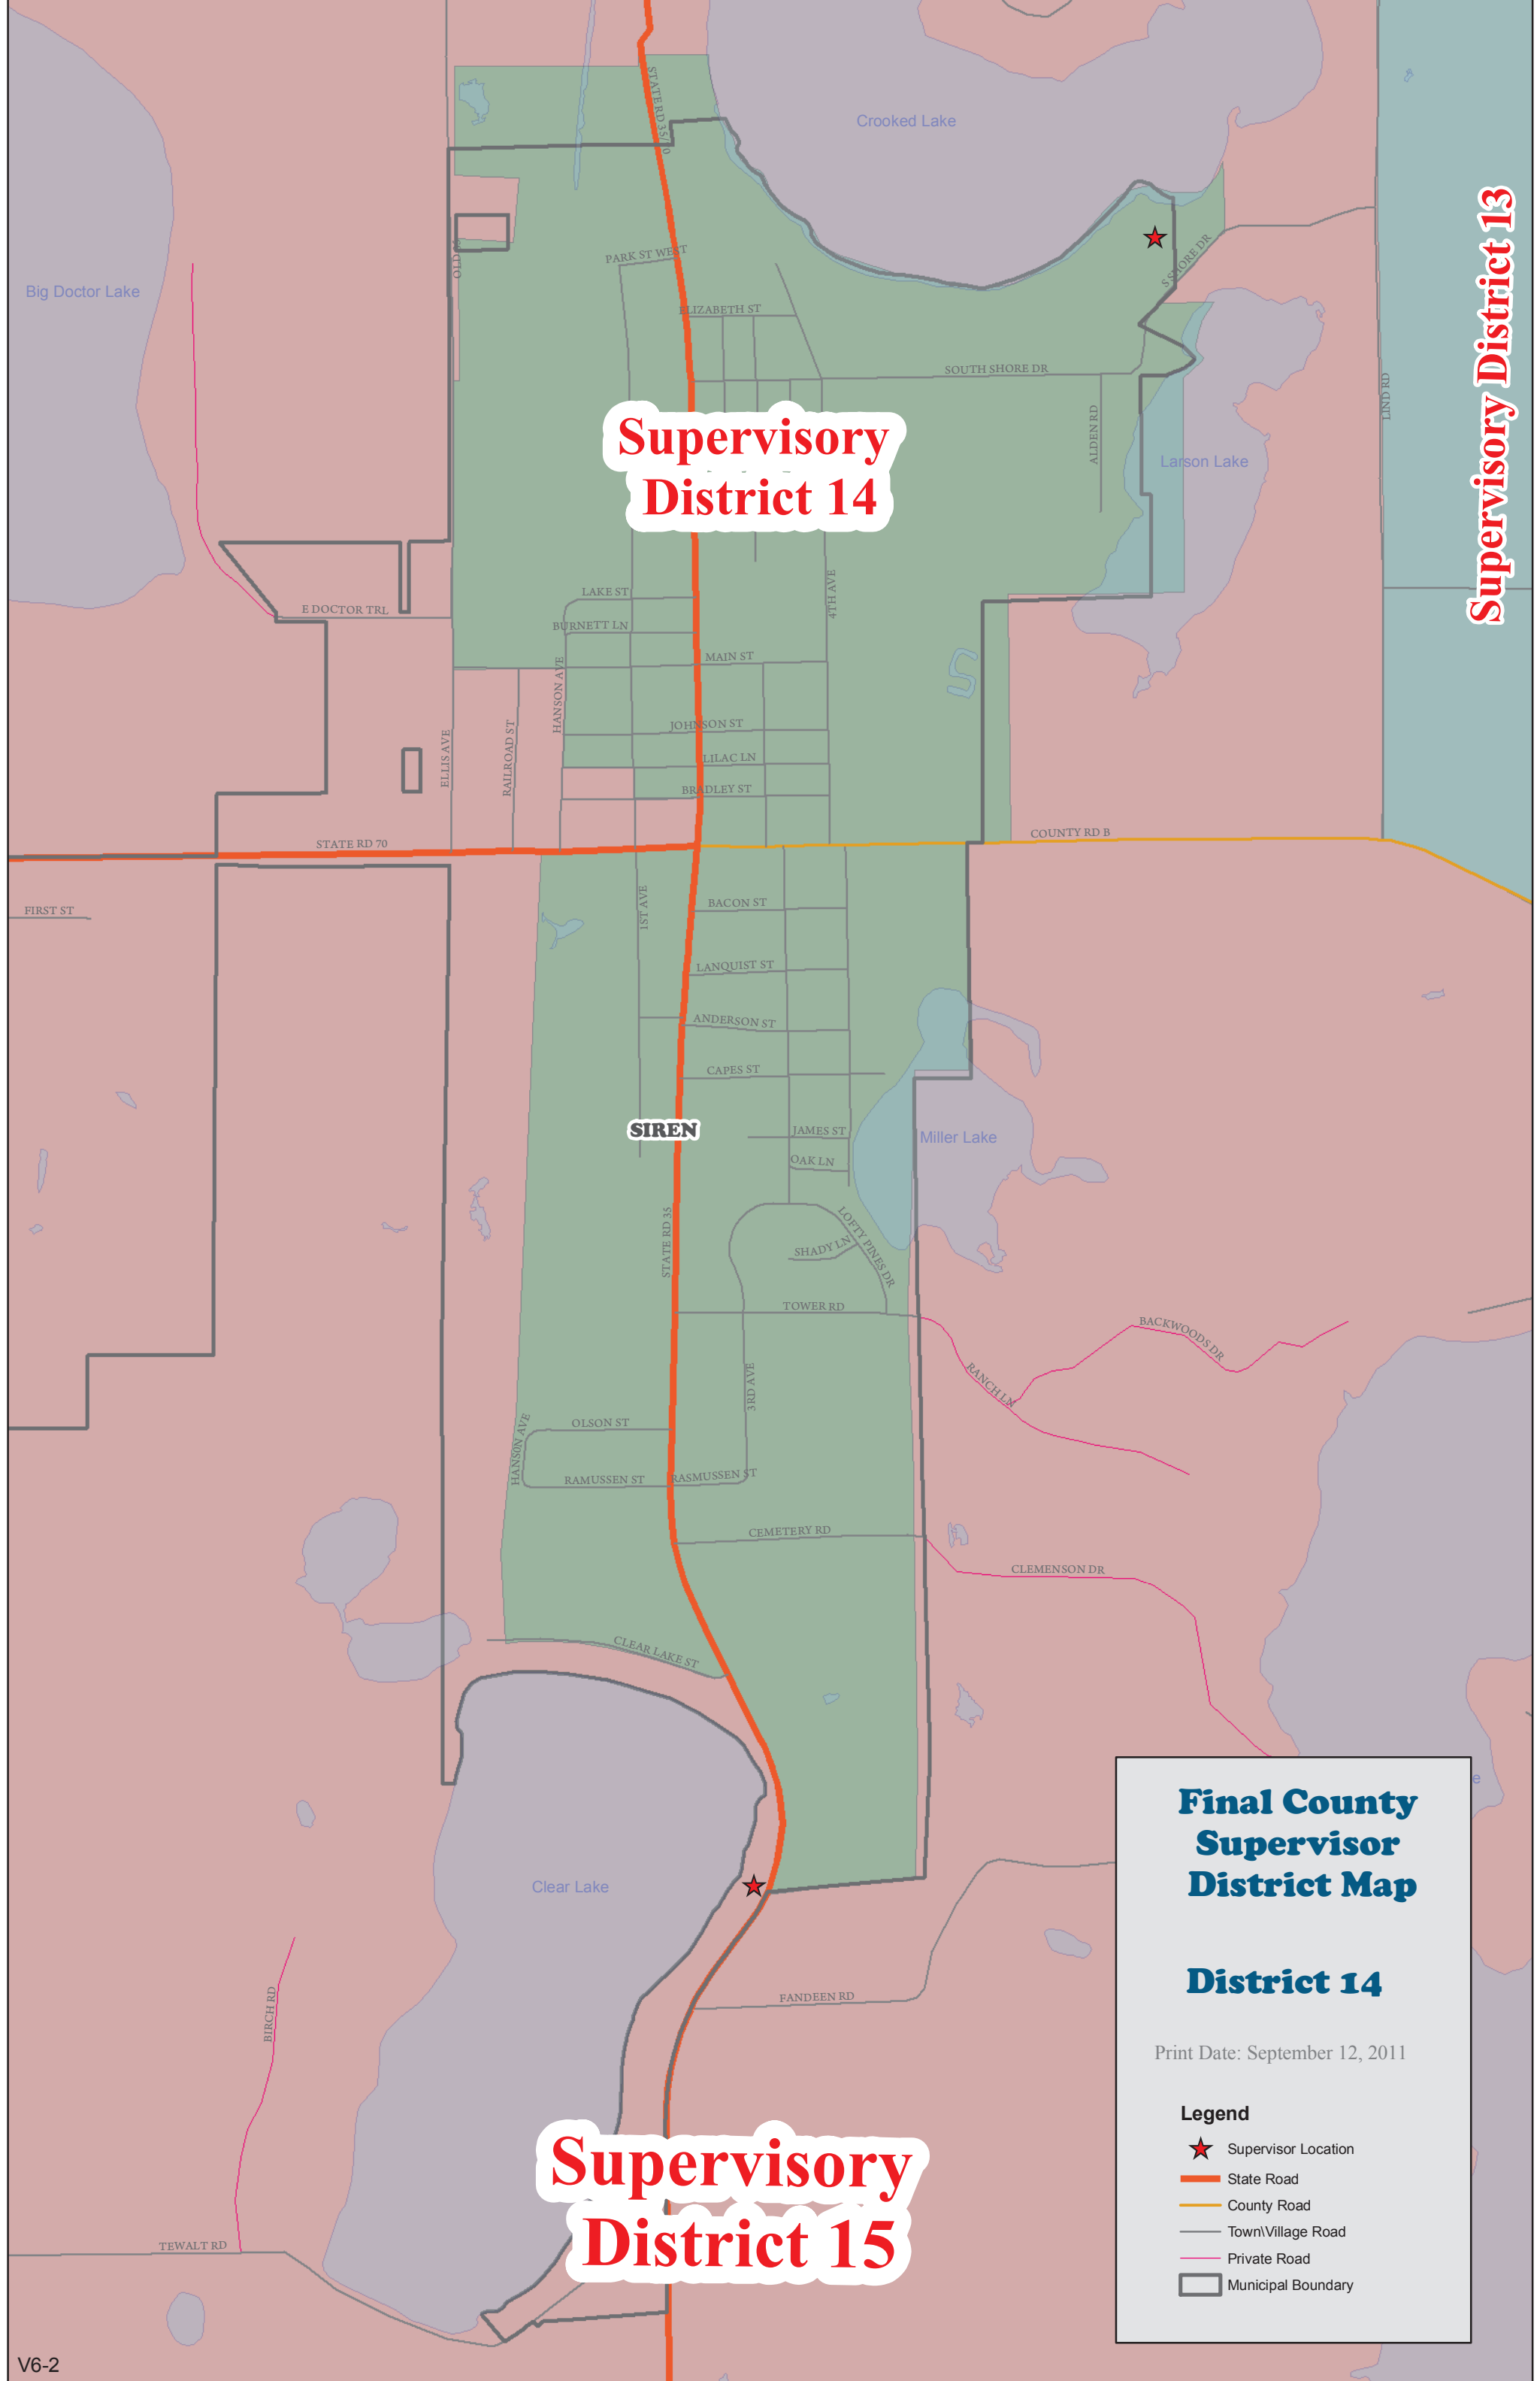 Crooked Lake
STATE RD 35/70
Supervisory District 13
PARK ST WEST
S SHORE DR
Big Doctor Lake
ELIZABETH ST
SOUTH SHORE DR
LIND RD
ALDEN RD
Supervisory
District 14
Larson Lake
E DOCTOR TRL
LAKE ST
4TH AVE
BURNETT LN
MAIN ST
HANSON AVE
JOHNSON ST
ELLIS AVE
RAILROAD ST
LILAC LN
BRADLEY ST
STATE RD 70
COUNTY RD B
FIRST ST
1ST AVE
BACON ST
LANQUIST ST
ANDERSON ST
CAPES ST
SIREN
JAMES ST
Miller Lake
OAK LN
STATE RD 35
LOFTY PINES DR
SHADY LN
TOWER RD
BACKWOODS DR
RANCH LN
3RD AVE
OLSON ST
HANSON AVE
RAMUSSEN ST
RASMUSSEN ST
CEMETERY RD
CLEMENSON DR
CLEAR LAKE ST
Clear Lake
BIRCH RD
FANDEEN RD
Supervisory
District 15
TEWALT RD
V6-2
Final County
Supervisor
District Map
District 14
Print Date: September 12, 2011
Legend
Supervisor Location
State Road
County Road
Town\Village Road
Private Road
Municipal Boundary